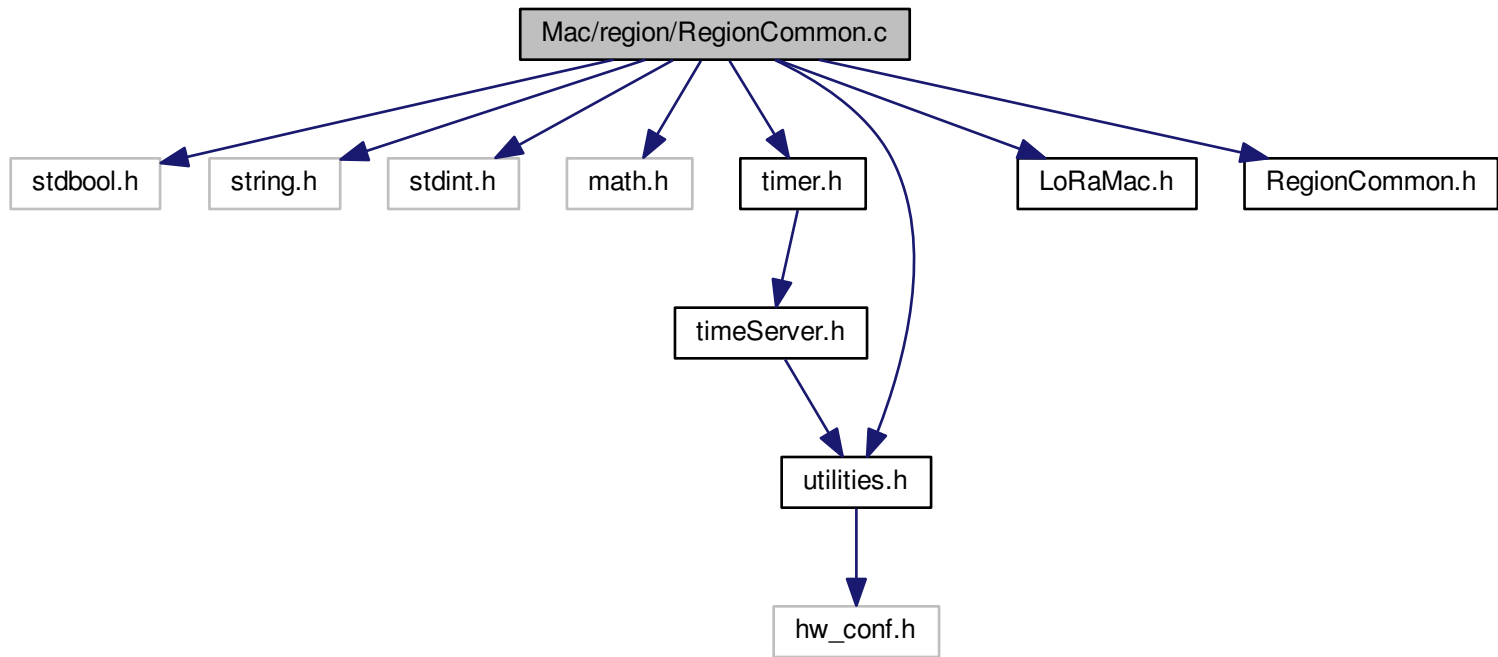 Mac/region/RegionCommon.c
stdbool.h
string.h
stdint.h
math.h
timer.h
LoRaMac.h
RegionCommon.h
timeServer.h
utilities.h
hw_conf.h